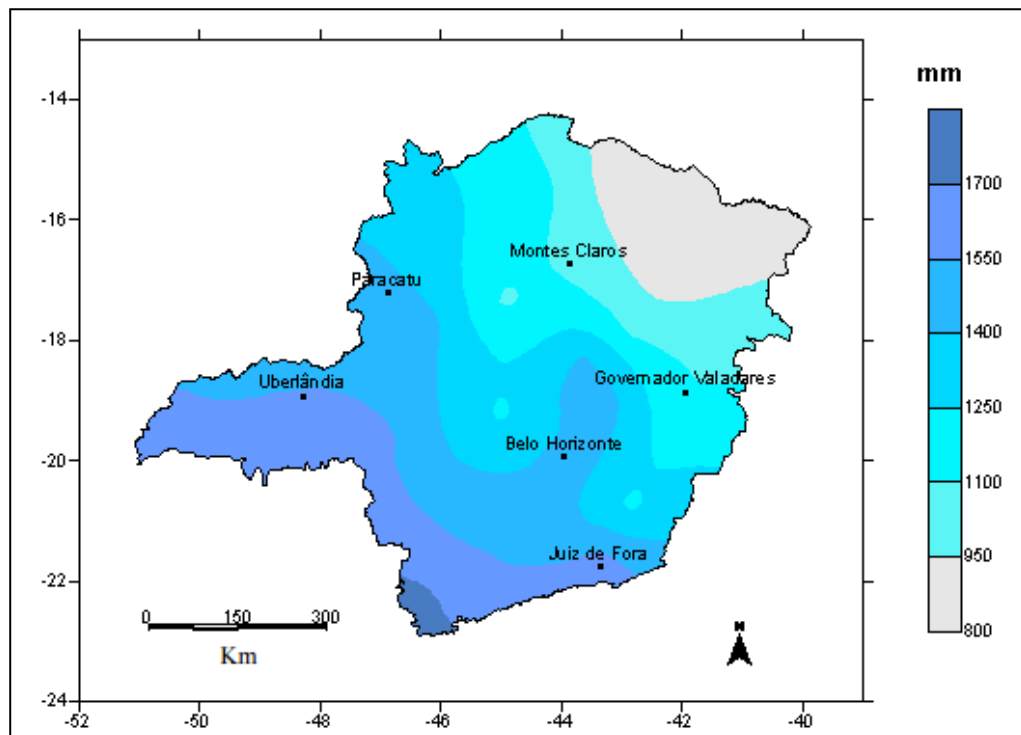 mm
-14
-16
-18
-20
-22
-24
-52
-50
-48
-46
-44
-42
-40
1700
1550
1400
1250
1100
950
800
Montes Claros
Paracatu
Uberlândia
Governador Valadares
Belo Horizonte
Juiz de Fora
0 150 300
Km
N